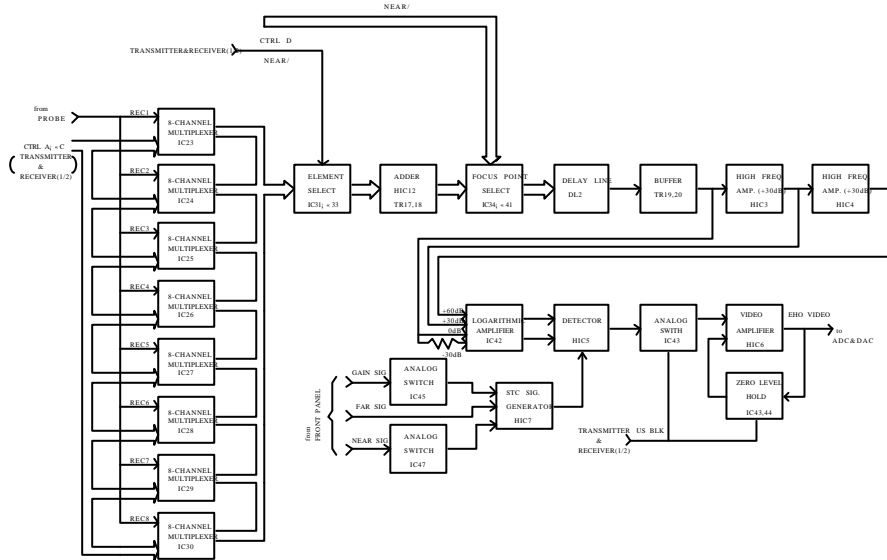 NEAR/
CTRL D
TRANSMITTER&RECEIVER(1/2)
NEAR/
from
PROBE
CTRL A¡ «C
TRANSMITTER
&
RECEIVER(1/2)
REC1
8-CHANNEL
MULTIPLEXER
IC23
REC2
8-CHANNEL
MULTIPLEXER
IC24
REC3
8-CHANNEL
MULTIPLEXER
IC25
REC4
8-CHANNEL
MULTIPLEXER
IC26
REC5
8-CHANNEL
MULTIPLEXER
IC27
REC6
8-CHANNEL
MULTIPLEXER
IC28
REC7
8-CHANNEL
MULTIPLEXER
IC29
REC8
8-CHANNEL
MULTIPLEXER
IC30
ELEMENT
SELECT
IC31¡ «33
ADDER
HIC12
TR17,18
FOCUS POINT
SELECT
IC34¡ «41
DELAY LINE
DL2
BUFFER
TR19,20
HIGH FREQ
AMP. (+30dB)
HIC3
HIGH FREQ
AMP. (+30dB)
HIC4
+60dB
+30dB
0dB
-30dB
LOGARITHMIC
AMPLIFIER
IC42
DETECTOR
HIC5
ANALOG
SWITH
IC43
VIDEO
AMPLIFIER
HIC6
EHO VIDEO
to
ADC&DAC
ZERO LEVEL
HOLD
IC43,44
from
FRONT PANEL
GAIN SIG
FAR SIG
NEAR SIG
ANALOG
SWITCH
IC45
ANALOG
SWITCH
IC47
STC SIG.
GENERATOR
HIC7
TRANSMITTER US BLK
&
RECEIVER(1/2)